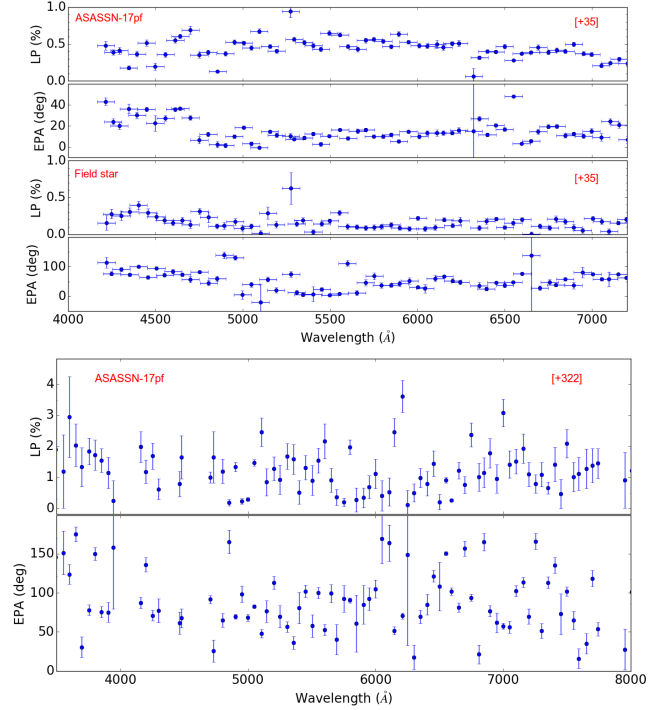 ASASSN-17pf [+35]
LP (%)
1.0
0.5
0.0
EPA (deg)
40
20
0
Field star [+35]
LP (%)
1.0
0.5
0.0
EPA (deg)
100
0
4000 4500 5000 5500 6000 6500 7000
Wavelength (Å)
ASASSN-17pf [+322]
LP (%)
4
3
2
1
0
EPA (deg)
150
100
50
0
4000 5000 6000 7000 8000
Wavelength (Å)